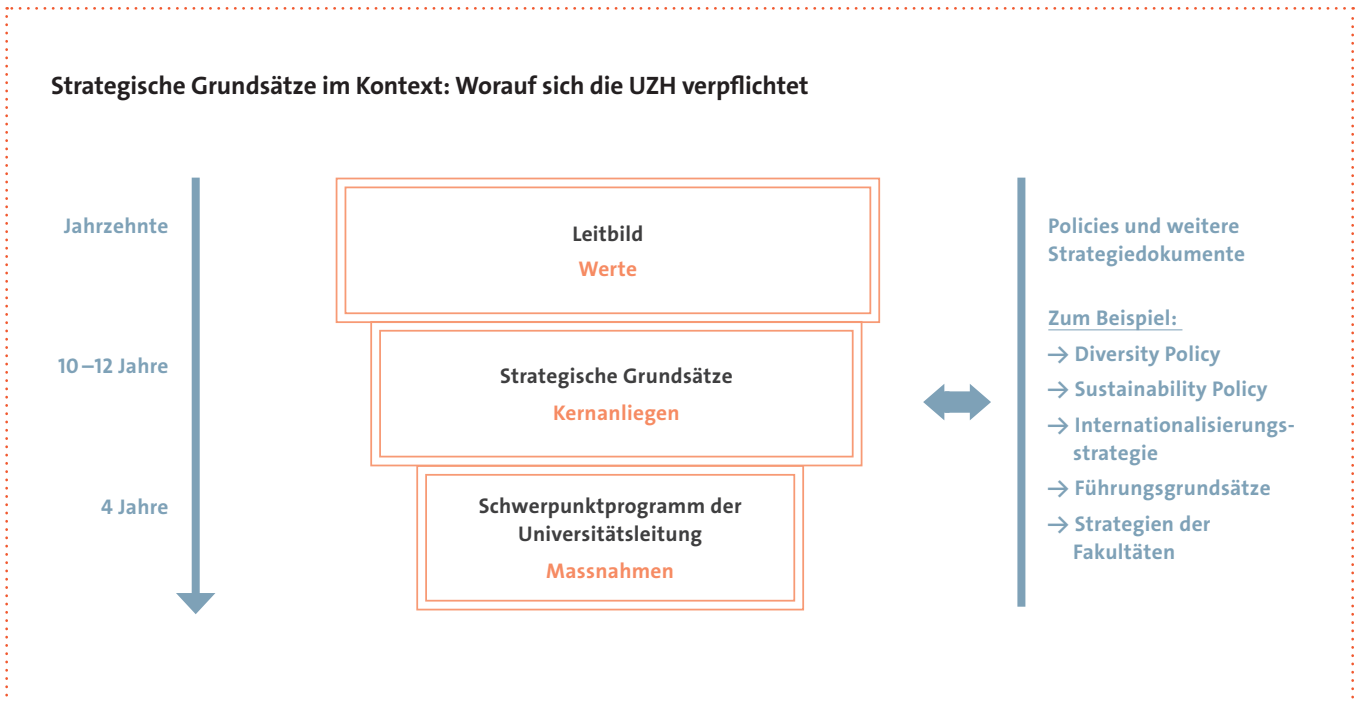 Strategische Grundsätze im Kontext: Worauf sich die UZH verpflichtet
Jahrzehnte
10–12 Jahre
4 Jahre
Leitbild
Werte
Strategische Grundsätze
Kernanliegen
Schwerpunktprogramm der
Universitätsleitung
Massnahmen
Policies und weitere
Strategiedokumente
Zum Beispiel:
→ Diversity Policy
→ Sustainability Policy
→ Internationalisierungs-
strategie
→ Führungsgrundsätze
→ Strategien der
Fakultäten